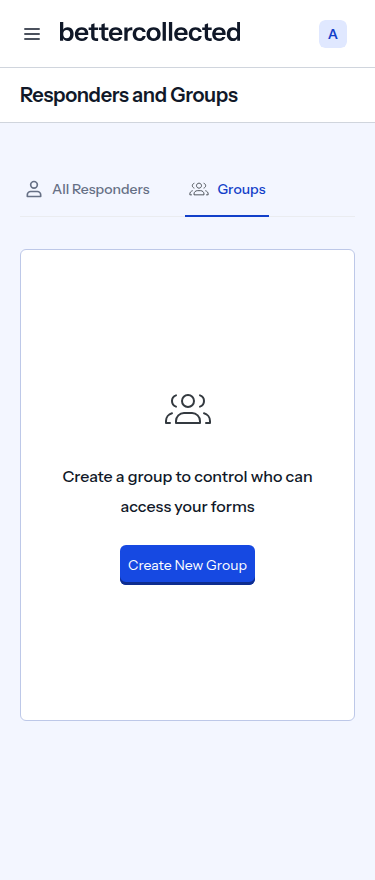 bettercollected
A
Responders and Groups
All Responders
Groups
Create a group to control who can
access your forms
Create New Group